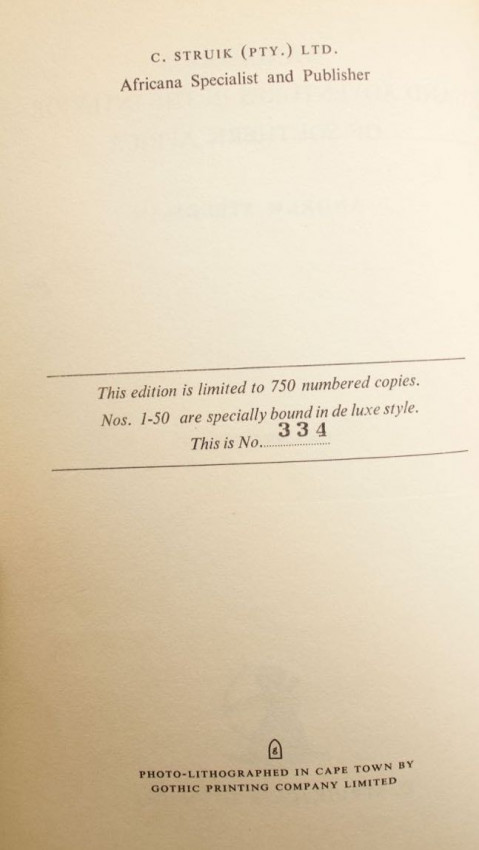 C. STRUIK (PTY.) LTD.
Africana Specialist and Publisher
This edition is limited to 750 numbered copies.
Nos. 1-50 are specially bound in de luxe style.
This is No. 334
g
PHOTO-LITHOGRAPHED IN CAPE TOWN BY
GOTHIC PRINTING COMPANY LIMITED